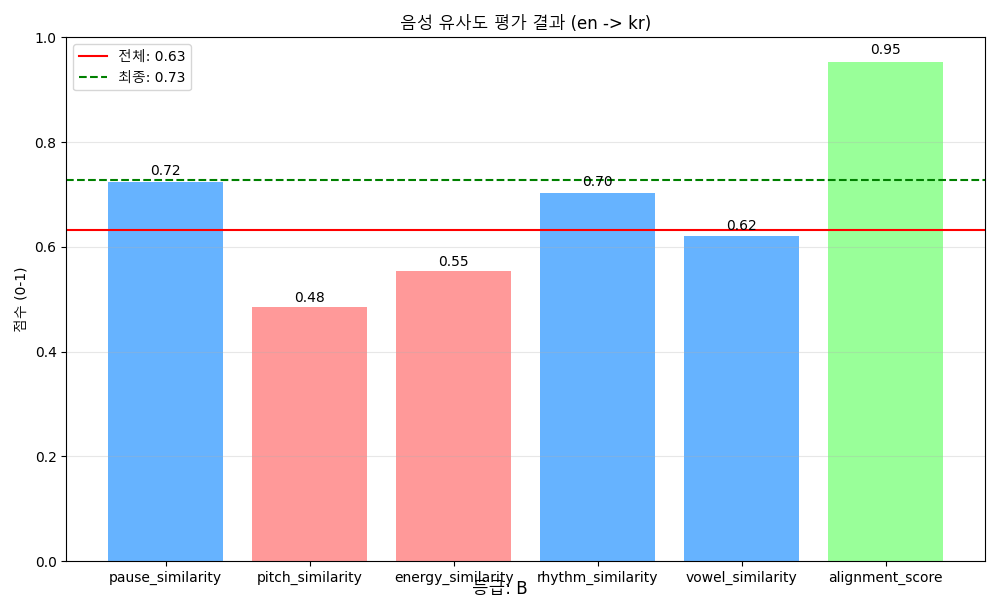 음성 유사도 평가 결과 (en -> kr)
전체: 0.63
최종: 0.73
점수 (0-1)
1.0
0.8
0.6
0.4
0.2
0.0
0.72
0.48
0.55
0.70
0.62
0.95
pause_similarity
pitch_similarity
energy_similarity
rhythm_similarity
vowel_similarity
alignment_score
등급: B